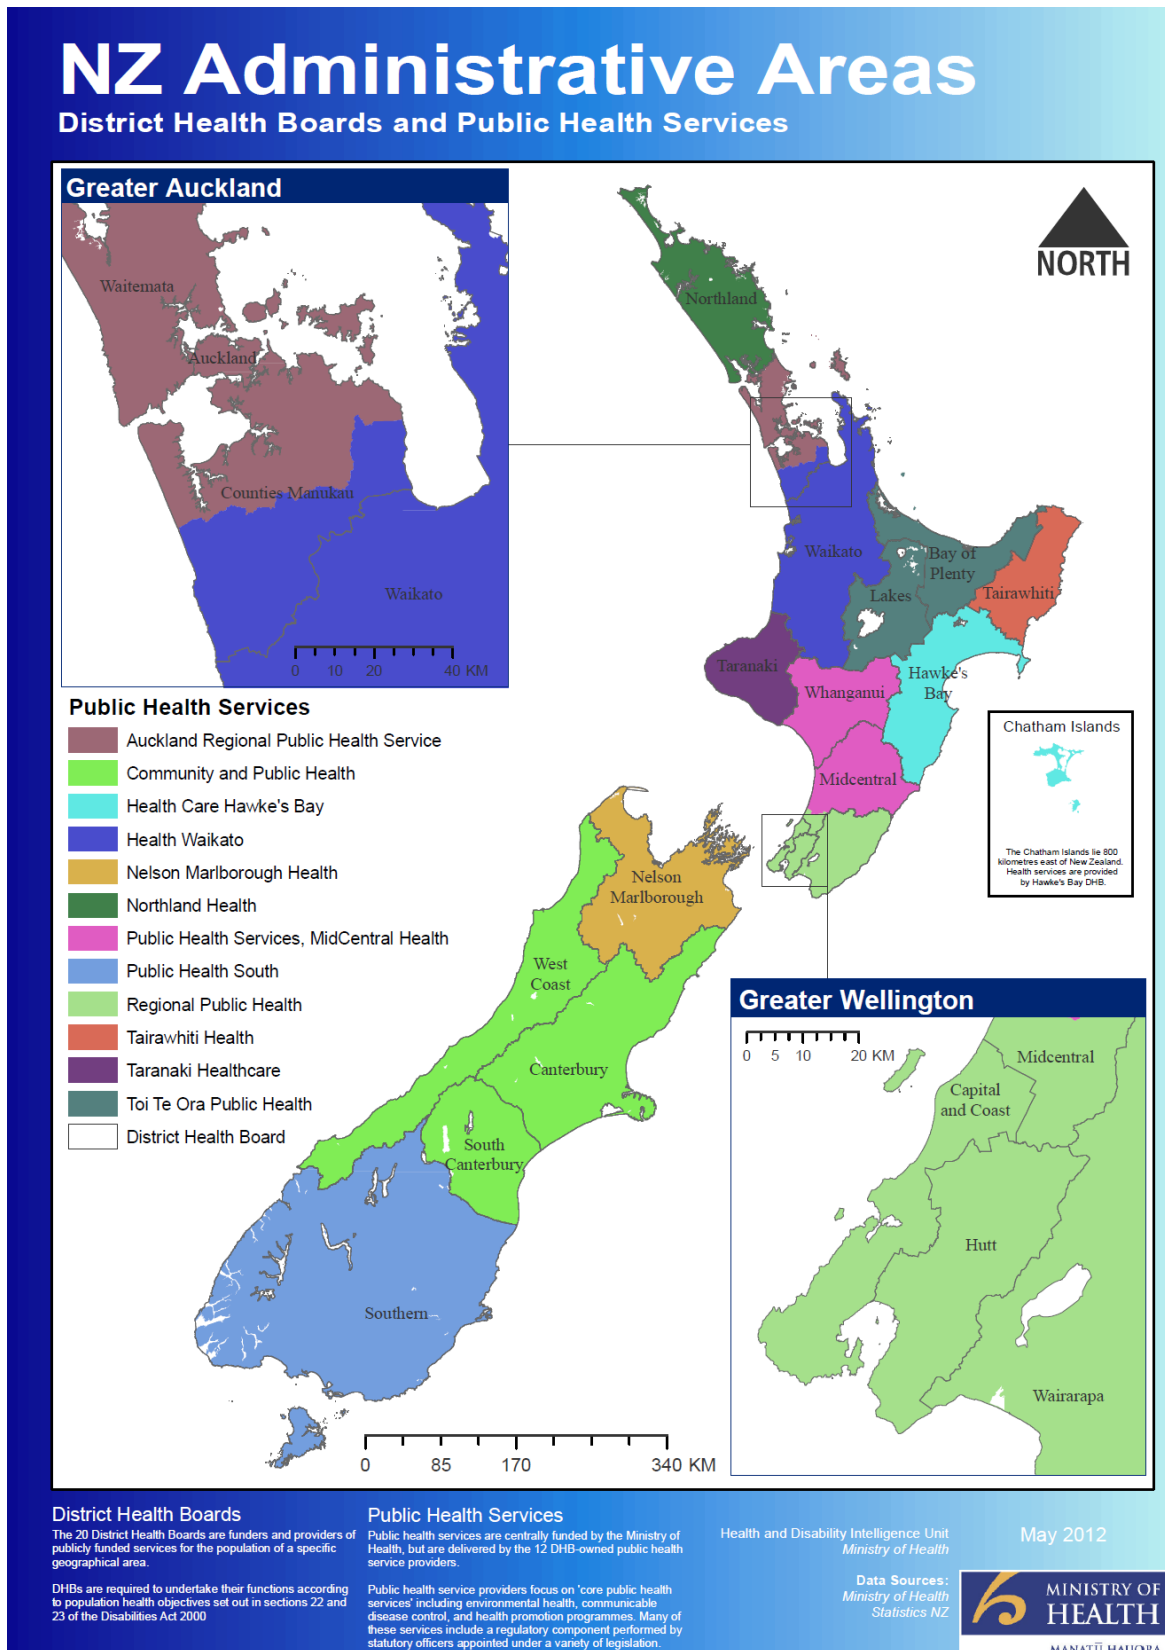 NZ Administrative Areas
District Health Boards and Public Health Services
Greater Auckland
Waitemata
Auckland
Counties Manukau
Waikato
0 10 20 40 KM
NORTH
Northland
Waikato
Bay of
Plenty
Lakes
Tairawhiti
Taranaki
Whanganui
Hawke's
Bay
Midcentral
Chatham Islands
The Chatham Islands lie 800
kilometres east of New Zealand.
Health services are provided
by Hawke's Bay DHB.
Public Health Services
Auckland Regional Public Health Service
Community and Public Health
Health Care Hawke's Bay
Health Waikato
Nelson Marlborough Health
Northland Health
Public Health Services, MidCentral Health
Public Health South
Regional Public Health
Tairawhiti Health
Taranaki Healthcare
Toi Te Ora Public Health
District Health Board
Nelson
Marlborough
West
Coast
Canterbury
South
Canterbury
Southern
0 85 170 340 KM
Greater Wellington
0 5 10 20 KM
Midcentral
Capital
and Coast
Hutt
Wairarapa
District Health Boards
The 20 District Health Boards are funders and providers of
publicly funded services for the population of a specific
geographical area.
DHBs are required to undertake their functions according
to population health objectives set out in sections 22 and
23 of the Disabilities Act 2000
Public Health Services
Public health services are centrally funded by the Ministry of
Health, but are delivered by the 12 DHB-owned public health
service providers.
Public health service providers focus on 'core public health
services' including environmental health, communicable
disease control, and health promotion programmes. Many of
these services include a regulatory component performed by
statutory officers appointed under a variety of legislation.
Health and Disability Intelligence Unit
Ministry of Health
Data Sources:
Ministry of Health
Statistics NZ
May 2012
MINISTRY OF
HEALTH
MANATŪ HAUORA